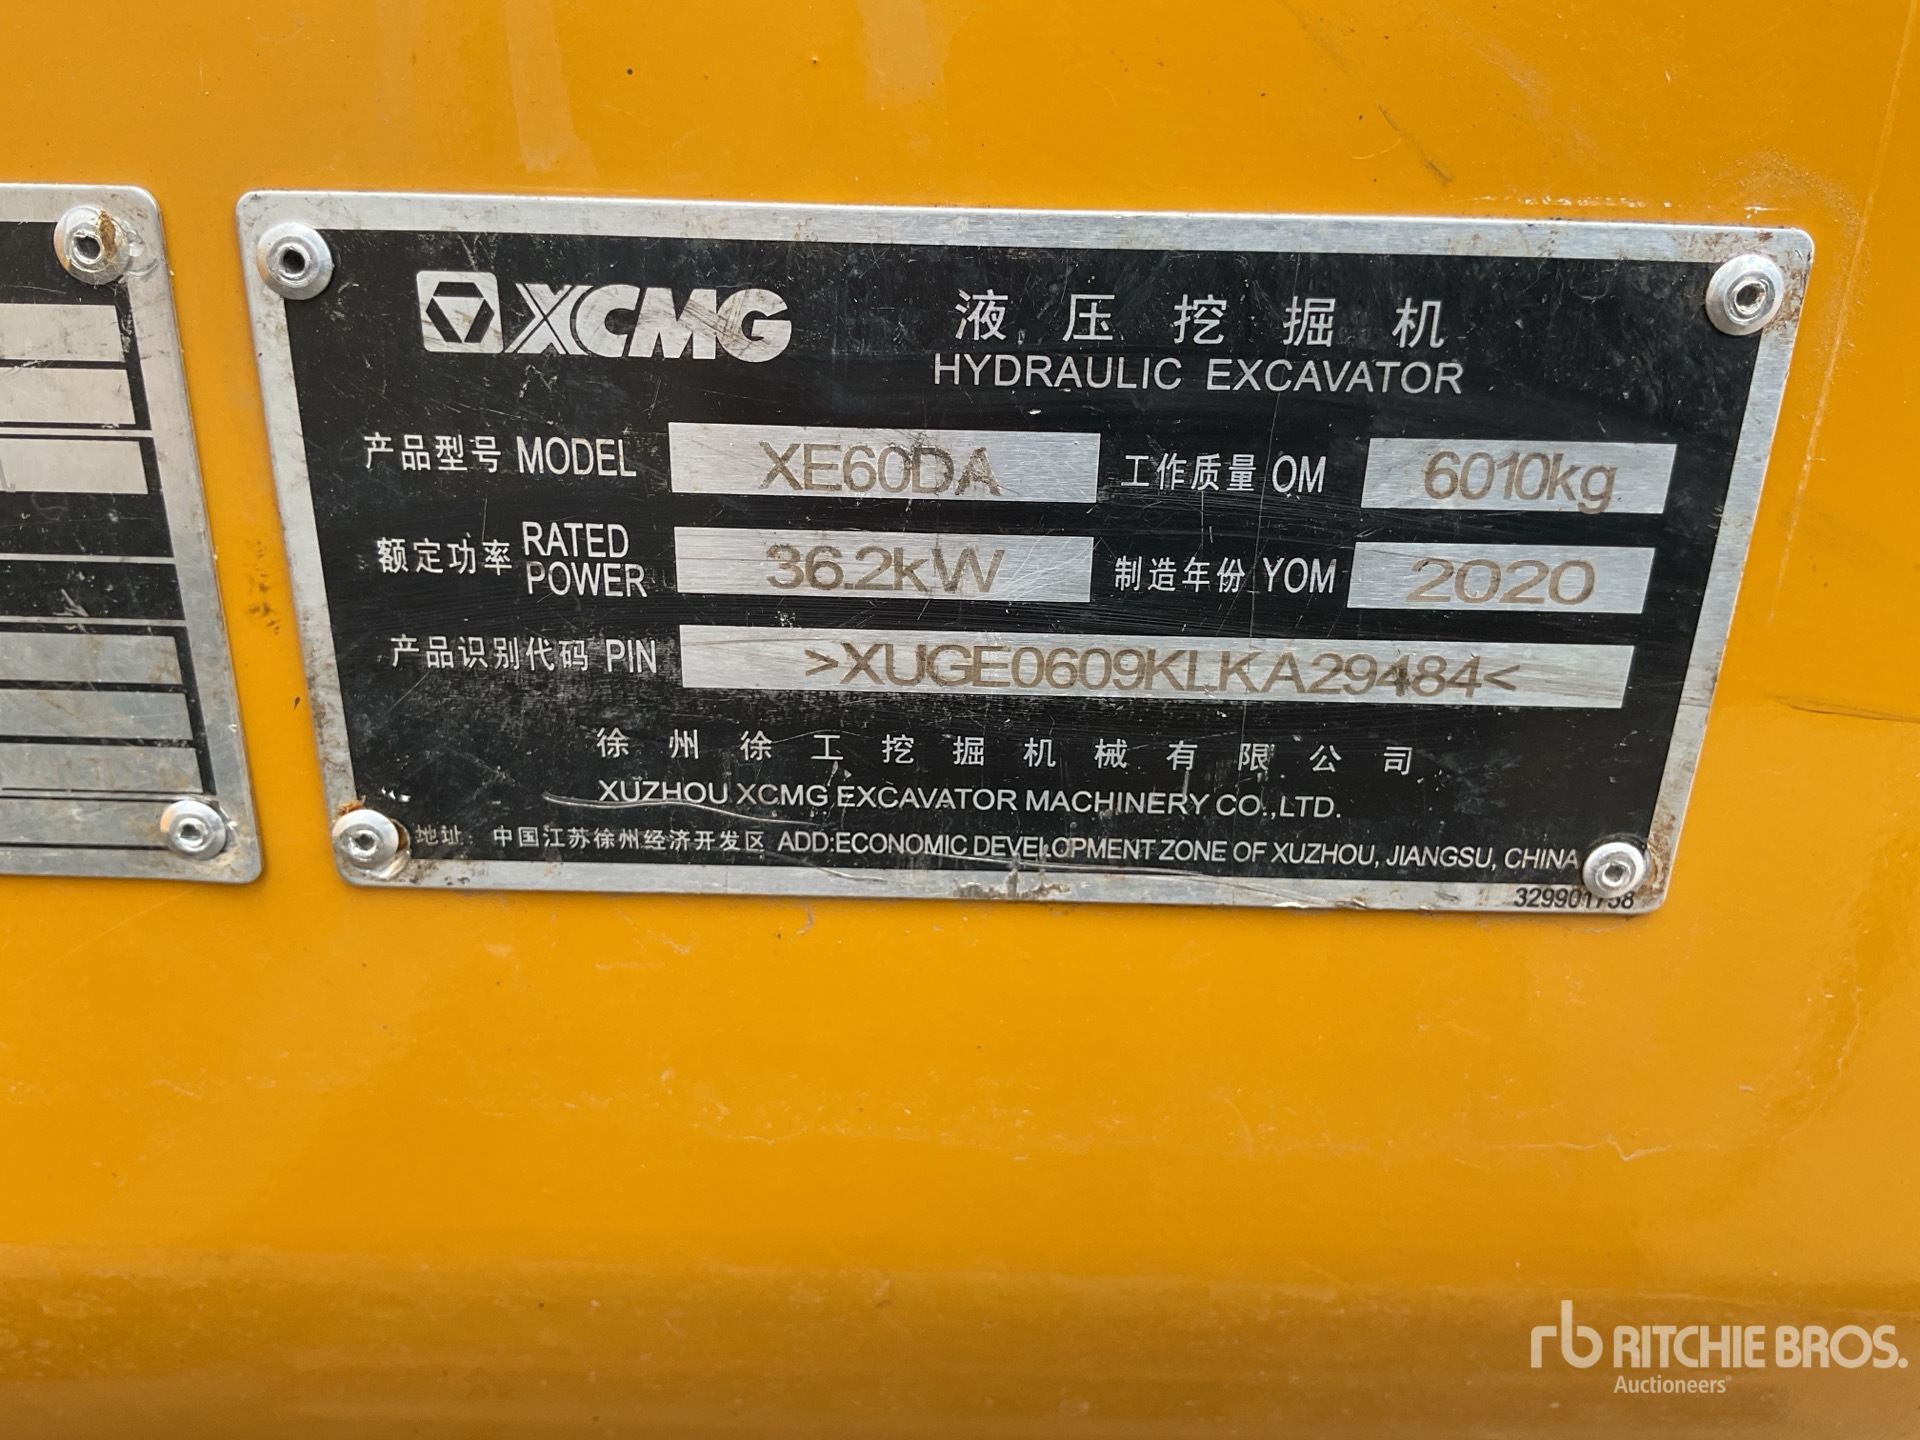 XCMG
液压挖掘机
HYDRAULIC EXCAVATOR
产品型号 MODEL XE60DA 工作质量 OM 6010kg
额定功率 RATED POWER 36.2kW 制造年份 YOM 2020
产品识别代码 PIN >XUGE0609KLKA29484<
徐州徐工挖掘机械有限公司
XUZHOU XCMG EXCAVATOR MACHINERY CO.,LTD.
地址: 中国江苏徐州经济开发区 ADD:ECONOMIC DEVELOPMENT ZONE OF XUZHOU, JIANGSU, CHINA
329901758
rb RITCHIE BROS.
Auctioneers